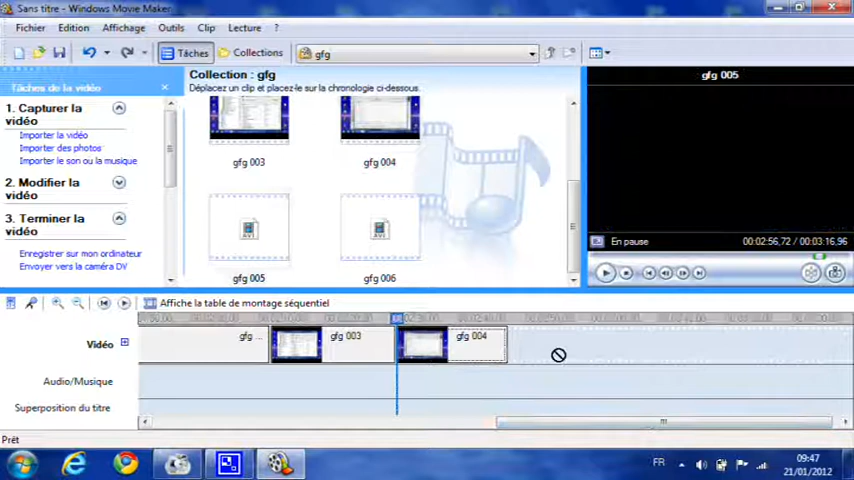 Sans titre - Windows Movie Maker
Fichier Edition Affichage Outils Clip Lecture ?
Tâches Collections gfg
Tâches de la vidéo
1. Capturer la vidéo
Importer la vidéo
Importer des photos
Importer le son ou la musique
2. Modifier la vidéo
3. Terminer la vidéo
Enregistrer sur mon ordinateur
Envoyer vers la caméra DV
Collection : gfg
Déplacez un clip et placez-le sur la chronologie ci-dessous.
gfg 003 gfg 004
gfg 005 gfg 006
gfg 005
En pause 00:02:56,72 / 00:03:16,96
Affiche la table de montage séquentiel
Vidéo gfg ... gfg 003 gfg 004
Audio/Musique
Superposition du titre
Prêt
FR 09:47
21/01/2012